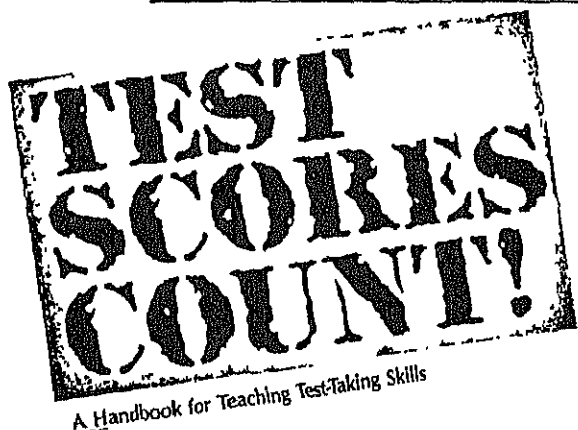 TEST
SCORES
COUNT!
A Handbook for Teaching Test-Taking Skills